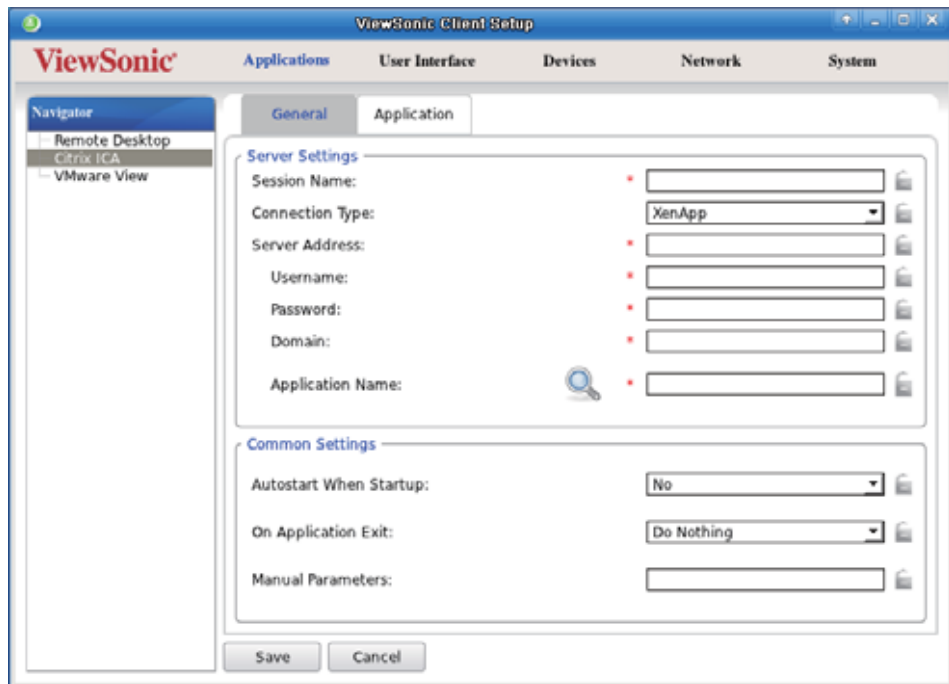 ViewSonic Client Setup
ViewSonic®
Applications User Interface Devices Network System
Navigator
Remote Desktop
Citrix ICA
VMware View
General Application
Server Settings
Session Name: *
Connection Type: XenApp
Server Address: *
Username: *
Password: *
Domain: *
Application Name: *
Common Settings
Autostart When Startup: No
On Application Exit: Do Nothing
Manual Parameters:
Save Cancel